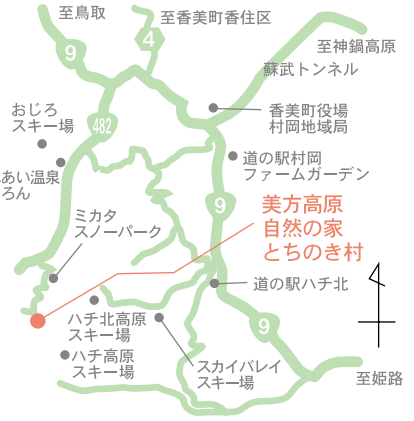 至鳥取
至香美町香住区
9
4
至神鍋高原
蘇武トンネル
おじろ
スキー場
482
香美町役場
村岡地域局
道の駅村岡
ファームガーデン
あい温泉
ろん
9
ミカタ
スノーパーク
美方高原
自然の家
とちのき村
道の駅ハチ北
ハチ北高原
スキー場
9
ハチ高原
スキー場
スカイバレイ
スキー場
至姫路